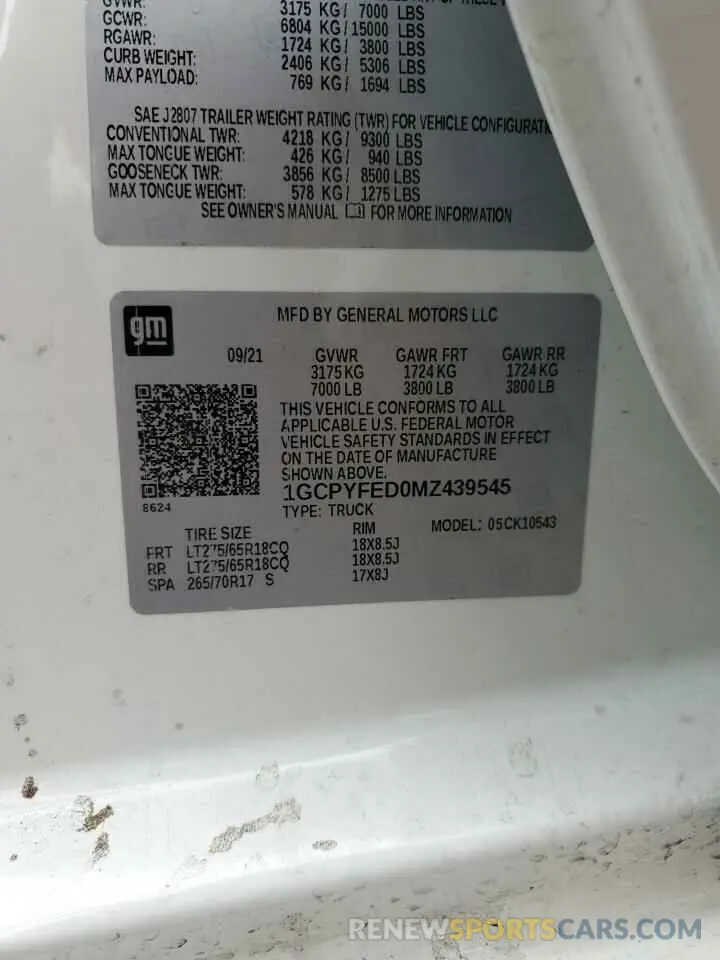 GVWR: 3175 KG/ 7000 LBS
GCWR: 6804 KG/ 15000 LBS
RGAWR: 1724 KG/ 3800 LBS
CURB WEIGHT: 2406 KG/ 5306 LBS
MAX PAYLOAD: 769 KG/ 1694 LBS
SAE J2807 TRAILER WEIGHT RATING (TWR) FOR VEHICLE CONFIGURATION
CONVENTIONAL TWR: 4218 KG/ 9300 LBS
MAX TONGUE WEIGHT: 426 KG/ 940 LBS
GOOSENECK TWR: 3856 KG/ 8500 LBS
MAX TONGUE WEIGHT: 578 KG/ 1275 LBS
SEE OWNER'S MANUAL FOR MORE INFORMATION
gm
MFD BY GENERAL MOTORS LLC
09/21 GVWR GAWR FRT GAWR RR
3175 KG 1724 KG 1724 KG
7000 LB 3800 LB 3800 LB
THIS VEHICLE CONFORMS TO ALL
APPLICABLE U.S. FEDERAL MOTOR
VEHICLE SAFETY STANDARDS IN EFFECT
ON THE DATE OF MANUFACTURE
SHOWN ABOVE.
1GCPYFED0MZ439545
8624
TYPE: TRUCK MODEL: 05CK10543
TIRE SIZE RIM
FRT LT275/65R18CQ 18X8.5J
RR LT275/65R18CQ 18X8.5J
SPA 265/70R17 S 17X8J
RENEWSPORTSCARS.COM